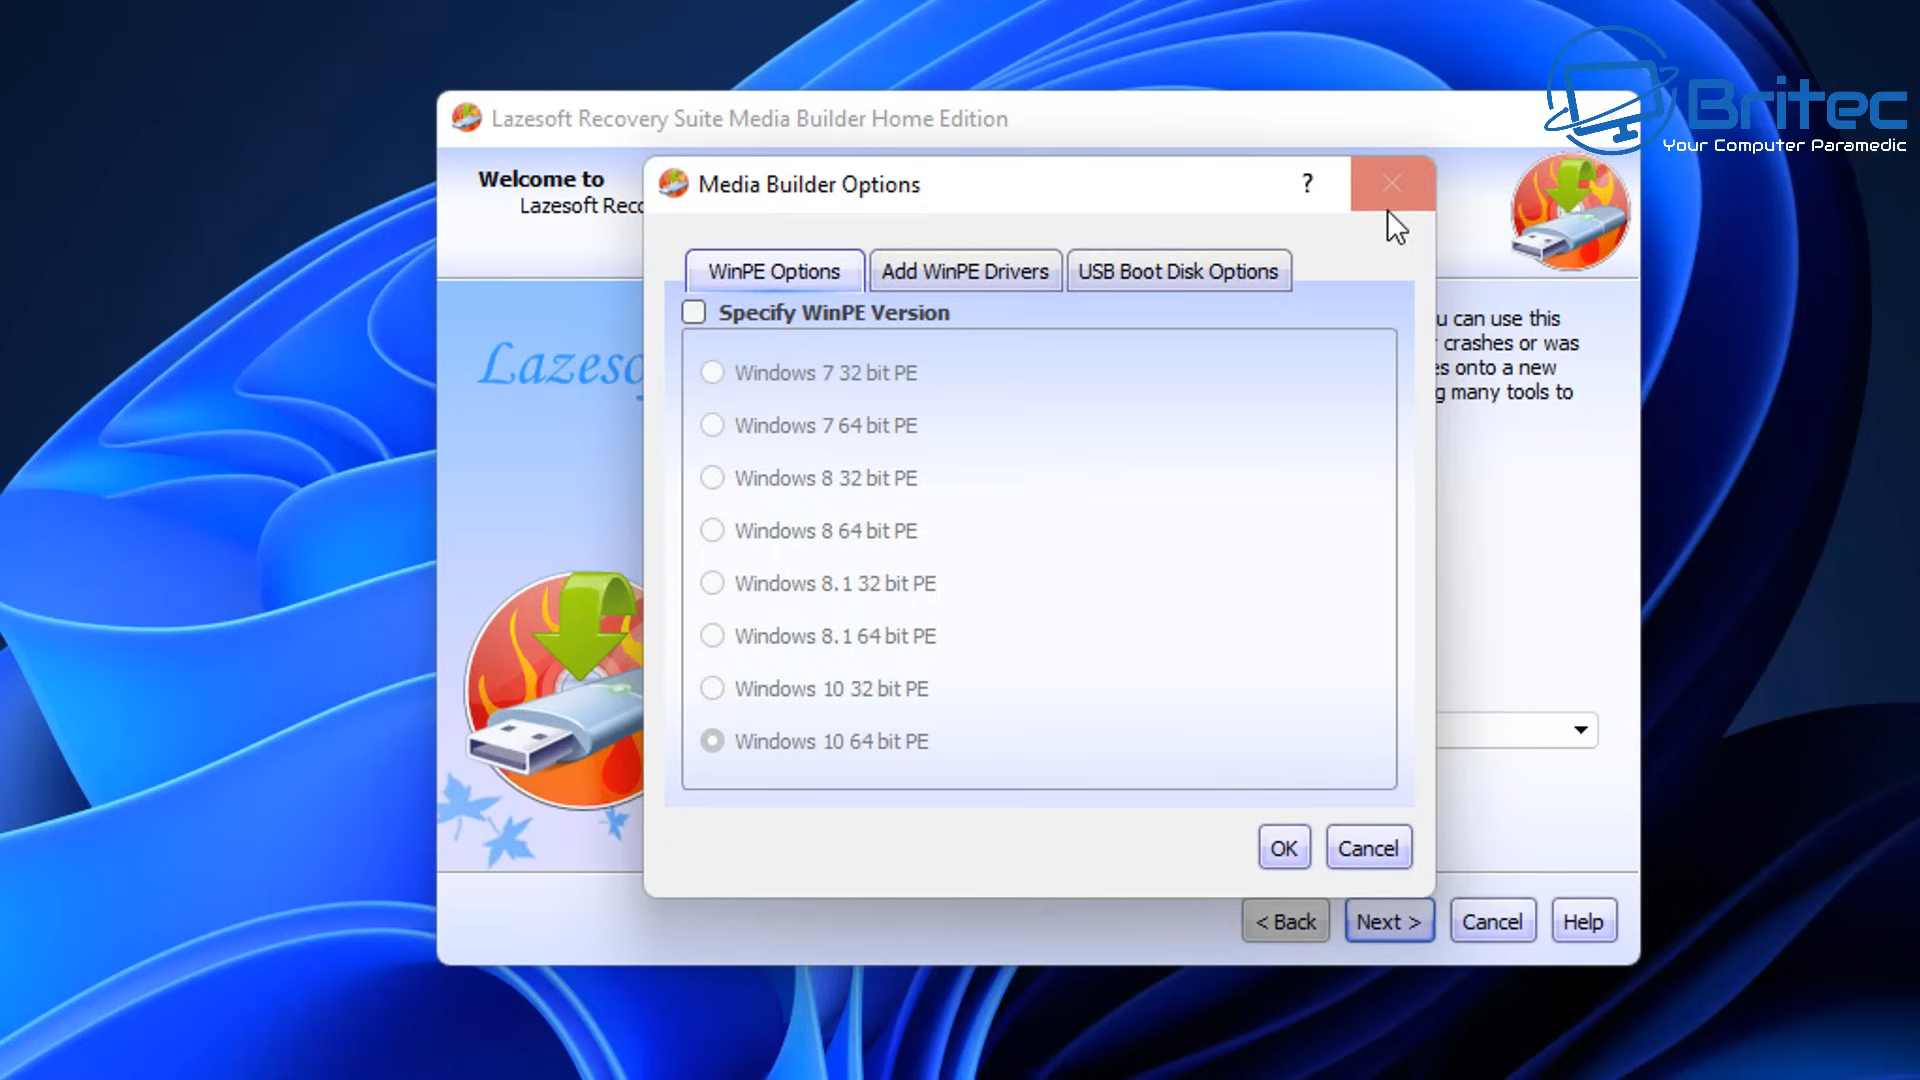 Britec
Your Computer Paramedic
Lazesoft Recovery Suite Media Builder Home Edition
Welcome to
Lazesoft Reco
Media Builder Options
?
WinPE Options
Add WinPE Drivers
USB Boot Disk Options
Specify WinPE Version
Windows 7 32 bit PE
Windows 7 64 bit PE
Windows 8 32 bit PE
Windows 8 64 bit PE
Windows 8.1 32 bit PE
Windows 8.1 64 bit PE
Windows 10 32 bit PE
Windows 10 64 bit PE
OK
Cancel
Lazeso
u can use this
crashes or was
es onto a new
g many tools to
< Back
Next >
Cancel
Help